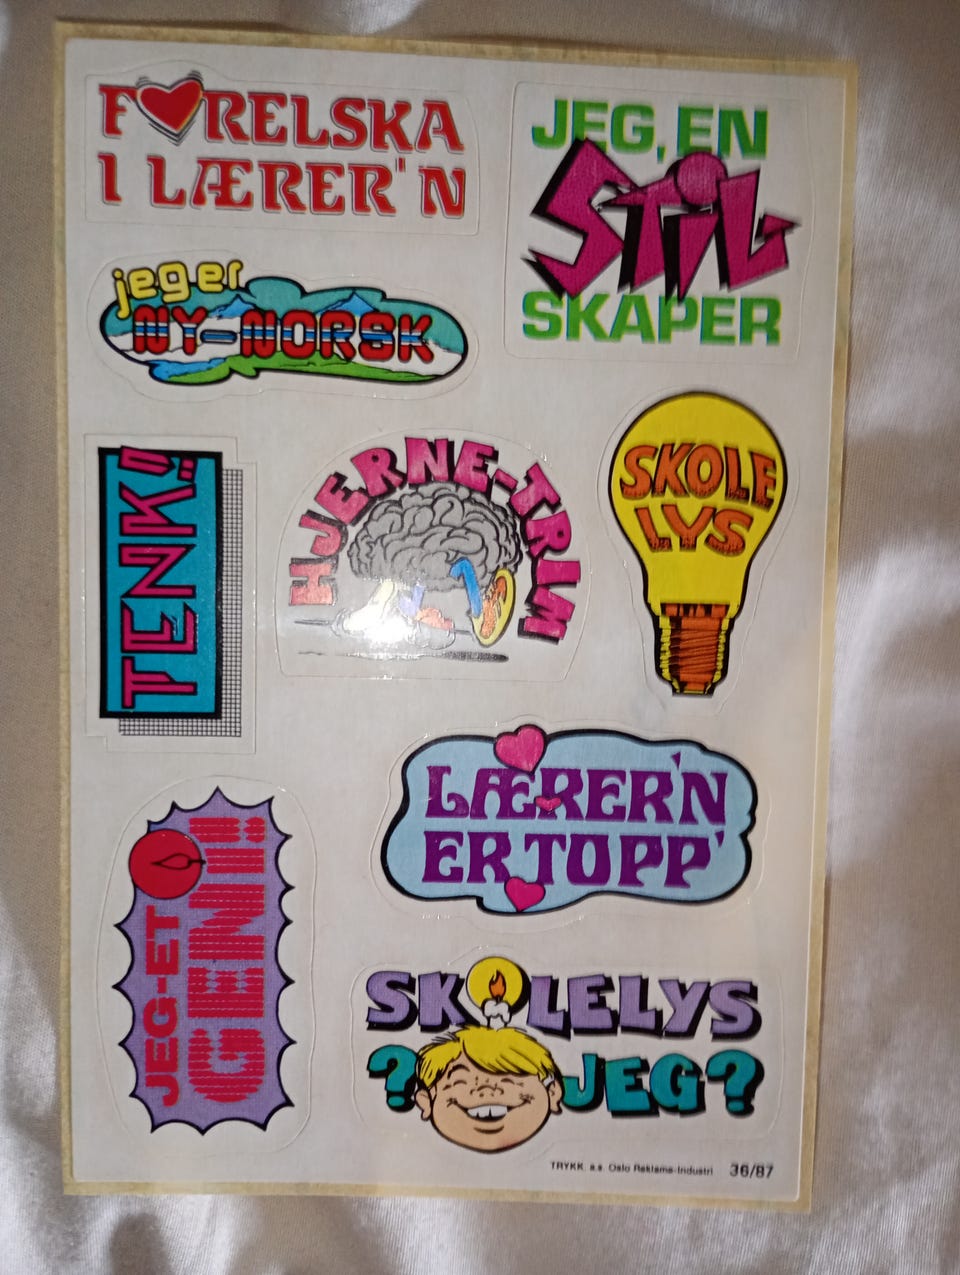 FØRELSKA
I LÆRER'N
JEG, EN
STIL
SKAPER
jeg er
NY-NORSK
TENK!
HJERNE-TRIM
SKOLE
LYS
LÆRER'N
ER TOPP'
JEG-ET
GENI!
SKOLELYS
? JEG?
TRYKK: a.s Oslo Reklame-Industri 36/87